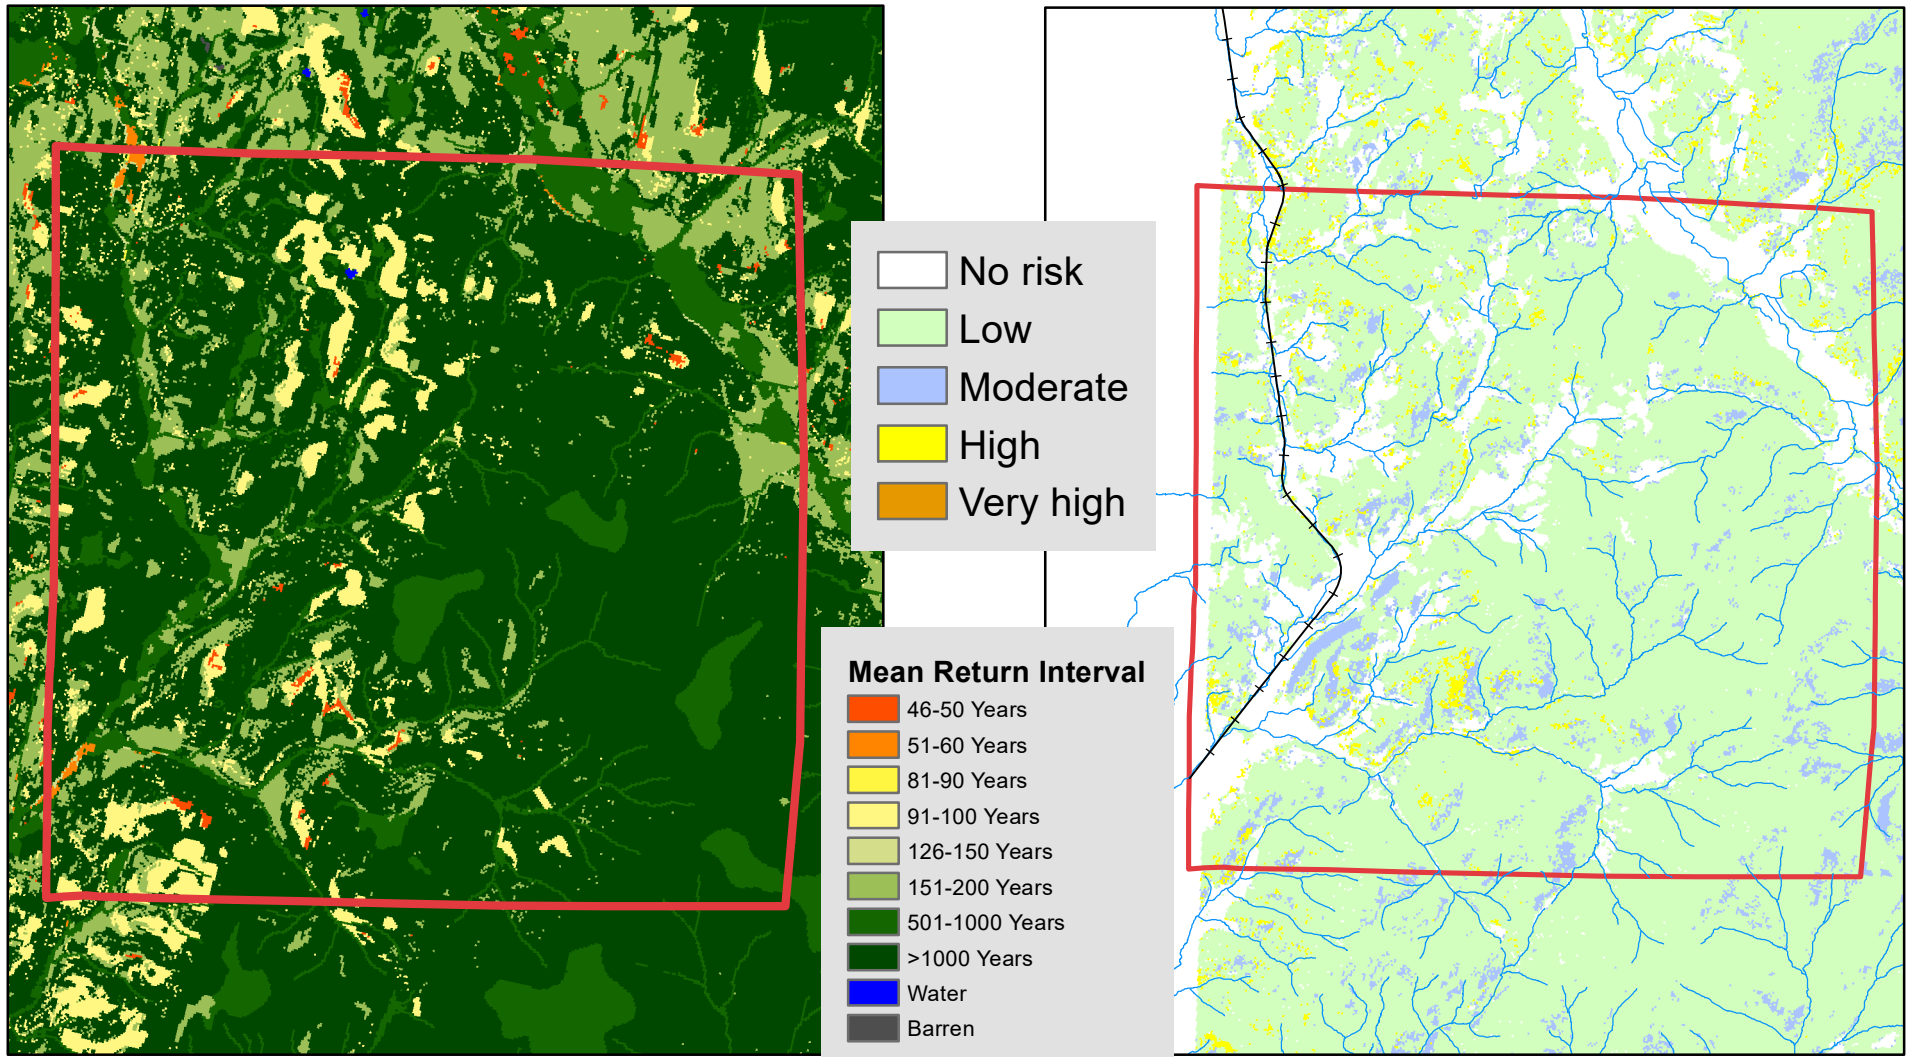 No risk
Low
Moderate
High
Very high
Mean Return Interval
46-50 Years
51-60 Years
81-90 Years
91-100 Years
126-150 Years
151-200 Years
501-1000 Years
>1000 Years
Water
Barren